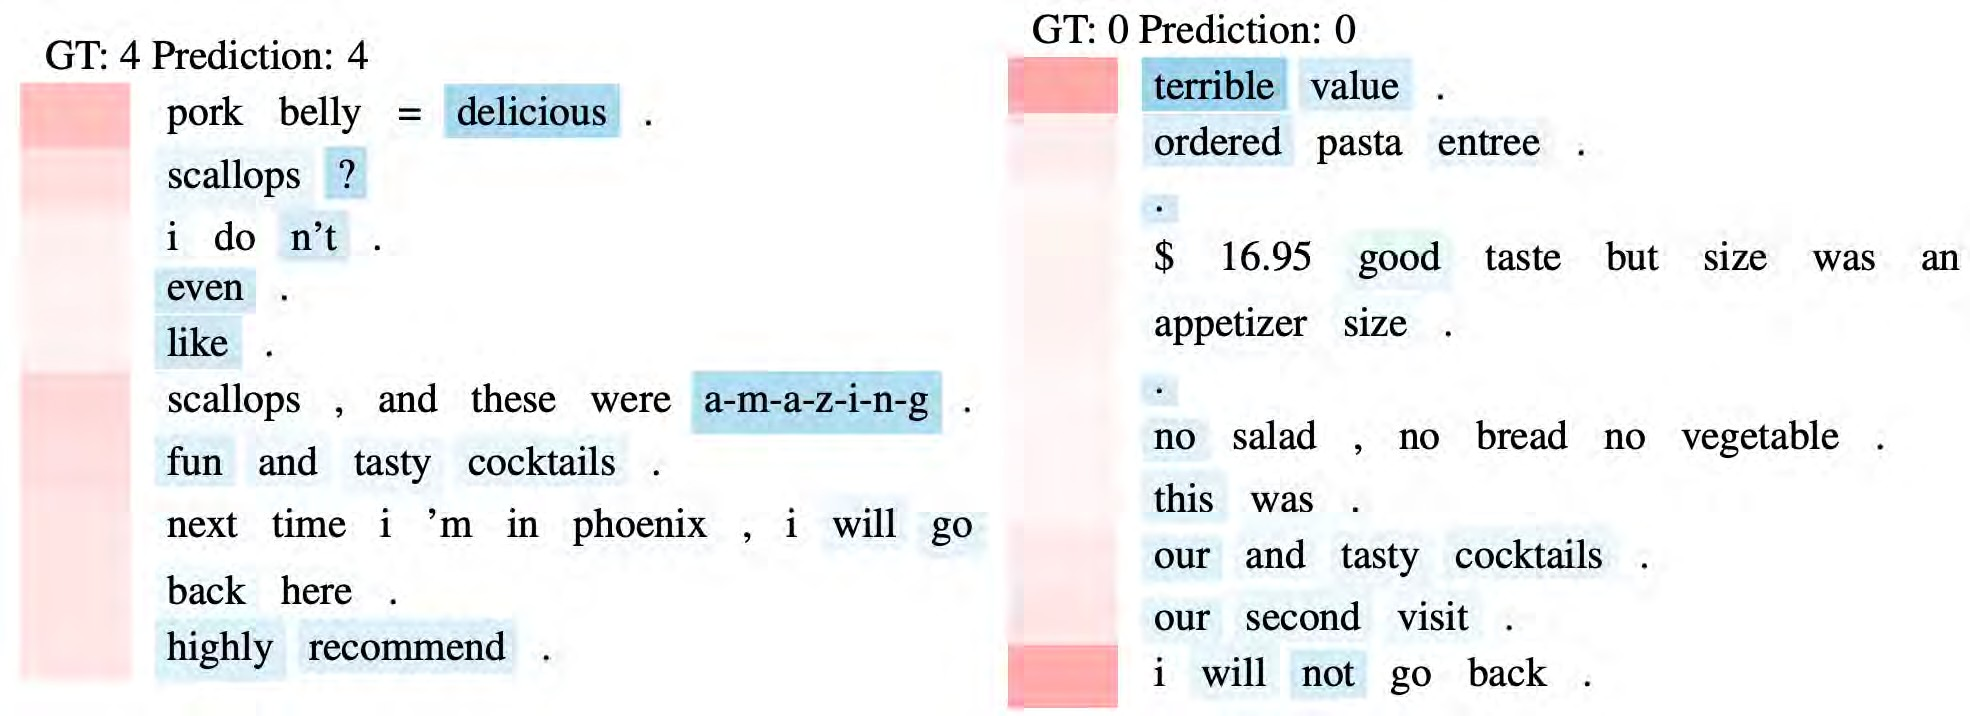 GT: 4 Prediction: 4
pork belly = delicious .
scallops ?
i do n't .
even .
like .
scallops , and these were a-m-a-z-i-n-g .
fun and tasty cocktails .
next time i 'm in phoenix , i will go
back here .
highly recommend .
GT: 0 Prediction: 0
terrible value .
ordered pasta entree .
.
$ 16.95 good taste but size was an
appetizer size .
.
no salad , no bread no vegetable .
this was .
our and tasty cocktails .
our second visit .
i will not go back .